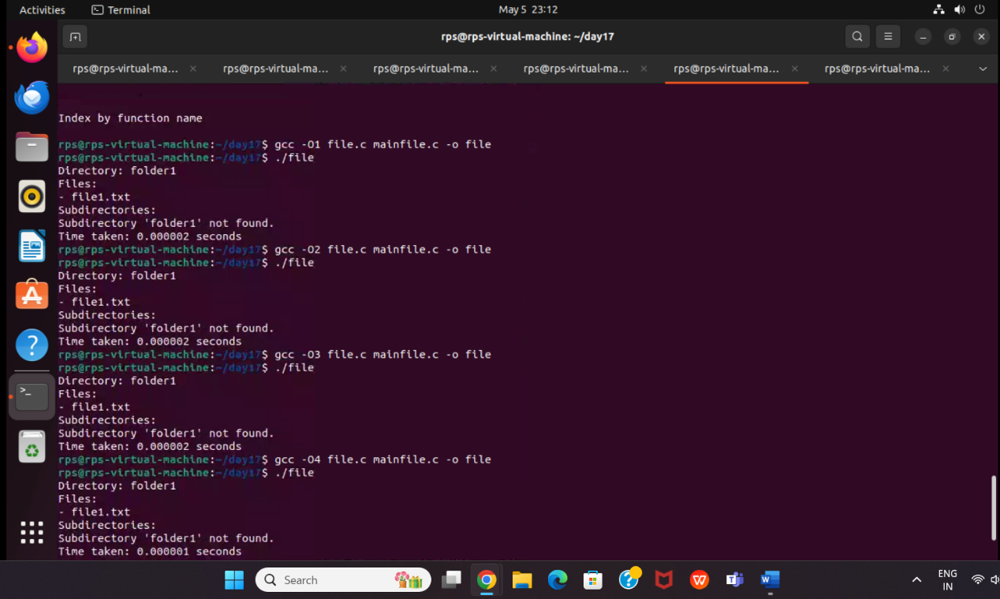 Activities
Terminal
May 5 23:12
rps@rps-virtual-machine: ~/day17
rps@rps-virtual-ma...
rps@rps-virtual-ma...
rps@rps-virtual-ma...
rps@rps-virtual-ma...
rps@rps-virtual-ma...
rps@rps-virtual-ma...
Index by function name
rps@rps-virtual-machine:~/day17$ gcc -O1 file.c mainfile.c -o file
rps@rps-virtual-machine:~/day17$ ./file
Directory: folder1
Files:
- file1.txt
Subdirectories:
Subdirectory 'folder1' not found.
Time taken: 0.000002 seconds
rps@rps-virtual-machine:~/day17$ gcc -O2 file.c mainfile.c -o file
rps@rps-virtual-machine:~/day17$ ./file
Directory: folder1
Files:
- file1.txt
Subdirectories:
Subdirectory 'folder1' not found.
Time taken: 0.000002 seconds
rps@rps-virtual-machine:~/day17$ gcc -O3 file.c mainfile.c -o file
rps@rps-virtual-machine:~/day17$ ./file
Directory: folder1
Files:
- file1.txt
Subdirectories:
Subdirectory 'folder1' not found.
Time taken: 0.000002 seconds
rps@rps-virtual-machine:~/day17$ gcc -O4 file.c mainfile.c -o file
rps@rps-virtual-machine:~/day17$ ./file
Directory: folder1
Files:
- file1.txt
Subdirectories:
Subdirectory 'folder1' not found.
Time taken: 0.000001 seconds
Search
ENG
IN